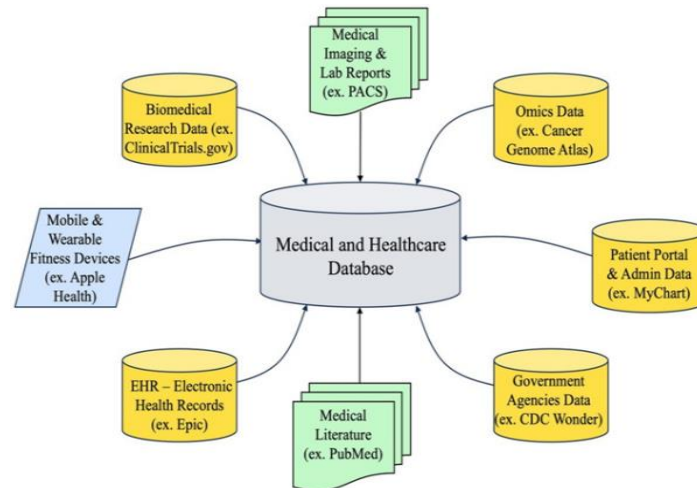 Medical
Imaging &
Lab Reports
(ex. PACS)
Biomedical
Research Data (ex.
ClinicalTrials.gov)
Omics Data
(ex. Cancer
Genome Atlas)
Mobile &
Wearable
Fitness Devices
(ex. Apple
Health)
Medical and Healthcare
Database
Patient Portal
& Admin Data
(ex. MyChart)
EHR – Electronic
Health Records
(ex. Epic)
Medical
Literature
(ex. PubMed)
Government
Agencies Data
(ex. CDC Wonder)